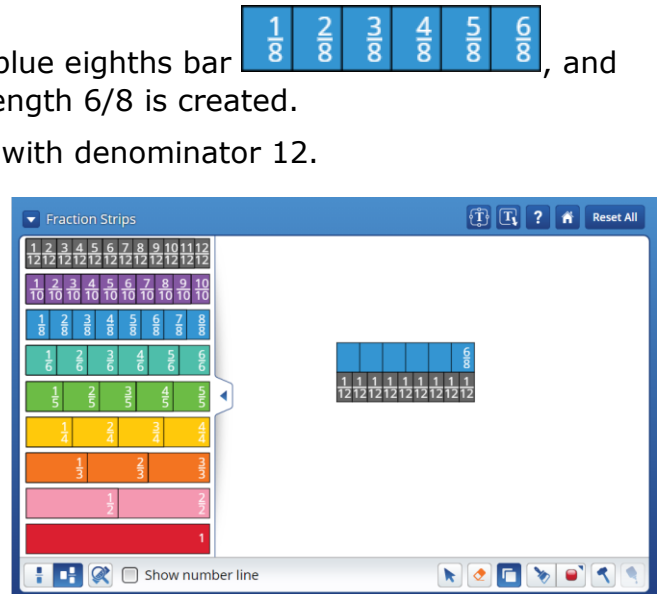 blue eighths bar 1/8 2/8 3/8 4/8 5/8 6/8, and
ength 6/8 is created.
with denominator 12.
Fraction Strips ? Reset All
1/12 2/12 3/12 4/12 5/12 6/12 7/12 8/12 9/12 10/12 11/12 12/12
1/10 2/10 3/10 4/10 5/10 6/10 7/10 8/10 9/10 10/10
1/8 2/8 3/8 4/8 5/8 6/8 7/8 8/8
1/6 2/6 3/6 4/6 5/6 6/6
1/5 2/5 3/5 4/5 5/5
1/4 2/4 3/4 4/4
1/3 2/3 3/3
1/2 2/2
1
6/8
1/12 1/12 1/12 1/12 1/12 1/12 1/12 1/12 1/12
Show number line